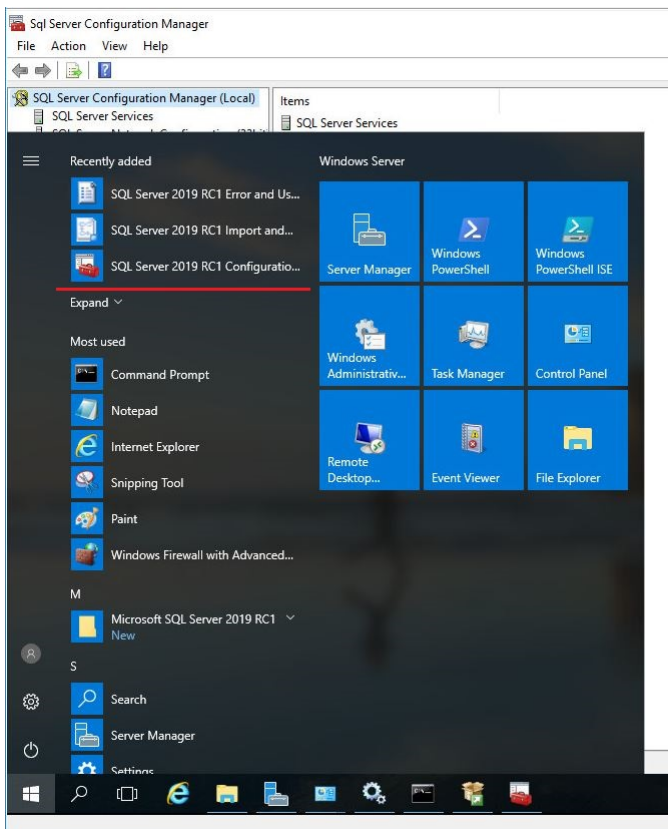 Sql Server Configuration Manager
File Action View Help
SQL Server Configuration Manager (Local)
Items
SQL Server Services
SQL Server Services
Recently added
Windows Server
SQL Server 2019 RC1 Error and Us...
SQL Server 2019 RC1 Import and...
SQL Server 2019 RC1 Configuratio...
Server Manager
Windows
PowerShell
Windows
PowerShell ISE
Expand
Most used
Command Prompt
Notepad
Internet Explorer
Snipping Tool
Paint
Windows Firewall with Advanced...
Windows
Administrativ...
Task Manager
Control Panel
Remote
Desktop...
Event Viewer
File Explorer
M
Microsoft SQL Server 2019 RC1
New
S
Search
Server Manager
Settings